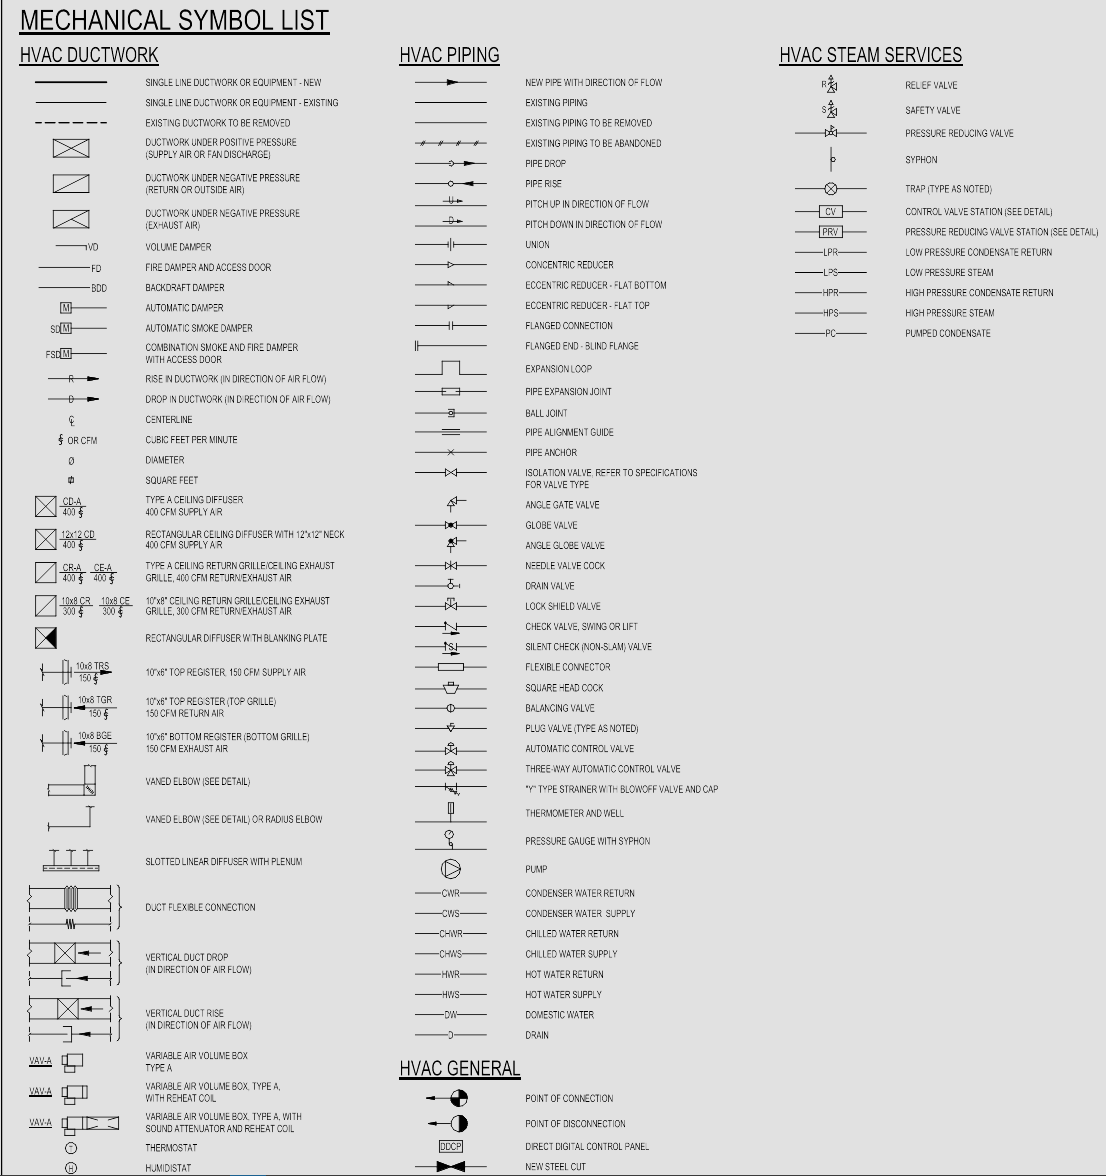 MECHANICAL SYMBOL LIST
HVAC DUCTWORK
SINGLE LINE DUCTWORK OR EQUIPMENT - NEW
SINGLE LINE DUCTWORK OR EQUIPMENT - EXISTING
EXISTING DUCTWORK TO BE REMOVED
DUCTWORK UNDER POSITIVE PRESSURE
(SUPPLY AIR OR FAN DISCHARGE)
DUCTWORK UNDER NEGATIVE PRESSURE
(RETURN OR OUTSIDE AIR)
DUCTWORK UNDER NEGATIVE PRESSURE
(EXHAUST AIR)
VD VOLUME DAMPER
FD FIRE DAMPER AND ACCESS DOOR
BDD BACKDRAFT DAMPER
M AUTOMATIC DAMPER
SD M AUTOMATIC SMOKE DAMPER
FSD M COMBINATION SMOKE AND FIRE DAMPER
WITH ACCESS DOOR
R RISE IN DUCTWORK (IN DIRECTION OF AIR FLOW)
D DROP IN DUCTWORK (IN DIRECTION OF AIR FLOW)
℄ CENTERLINE
OR CFM CUBIC FEET PER MINUTE
Ø DIAMETER
SQUARE FEET
CD-A TYPE A CEILING DIFFUSER
400 400 CFM SUPPLY AIR
12x12 CD RECTANGULAR CEILING DIFFUSER WITH 12"x12" NECK
400 400 CFM SUPPLY AIR
CR-A CE-A TYPE A CEILING RETURN GRILLE/CEILING EXHAUST
400 400 GRILLE, 400 CFM RETURN/EXHAUST AIR
10x8 CR 10x8 CE 10"x8" CEILING RETURN GRILLE/CEILING EXHAUST
300 300 GRILLE, 300 CFM RETURN/EXHAUST AIR
RECTANGULAR DIFFUSER WITH BLANKING PLATE
10x8 TRS
150 10"x6" TOP REGISTER, 150 CFM SUPPLY AIR
10x8 TGR 10"x6" TOP REGISTER (TOP GRILLE)
150 150 CFM RETURN AIR
10x8 BGE 10"x6" BOTTOM REGISTER (BOTTOM GRILLE)
150 150 CFM EXHAUST AIR
VANED ELBOW (SEE DETAIL)
VANED ELBOW (SEE DETAIL) OR RADIUS ELBOW
SLOTTED LINEAR DIFFUSER WITH PLENUM
DUCT FLEXIBLE CONNECTION
VERTICAL DUCT DROP
(IN DIRECTION OF AIR FLOW)
VERTICAL DUCT RISE
(IN DIRECTION OF AIR FLOW)
VAV-A VARIABLE AIR VOLUME BOX
TYPE A
VAV-A VARIABLE AIR VOLUME BOX, TYPE A,
WITH REHEAT COIL
VAV-A VARIABLE AIR VOLUME BOX, TYPE A, WITH
SOUND ATTENUATOR AND REHEAT COIL
T THERMOSTAT
H HUMIDISTAT
HVAC PIPING
NEW PIPE WITH DIRECTION OF FLOW
EXISTING PIPING
EXISTING PIPING TO BE REMOVED
EXISTING PIPING TO BE ABANDONED
PIPE DROP
PIPE RISE
U PITCH UP IN DIRECTION OF FLOW
D PITCH DOWN IN DIRECTION OF FLOW
UNION
CONCENTRIC REDUCER
ECCENTRIC REDUCER - FLAT BOTTOM
ECCENTRIC REDUCER - FLAT TOP
FLANGED CONNECTION
FLANGED END - BLIND FLANGE
EXPANSION LOOP
PIPE EXPANSION JOINT
BALL JOINT
PIPE ALIGNMENT GUIDE
PIPE ANCHOR
ISOLATION VALVE, REFER TO SPECIFICATIONS
FOR VALVE TYPE
ANGLE GATE VALVE
GLOBE VALVE
ANGLE GLOBE VALVE
NEEDLE VALVE COCK
DRAIN VALVE
LOCK SHIELD VALVE
CHECK VALVE, SWING OR LIFT
S SILENT CHECK (NON-SLAM) VALVE
FLEXIBLE CONNECTOR
SQUARE HEAD COCK
BALANCING VALVE
PLUG VALVE (TYPE AS NOTED)
AUTOMATIC CONTROL VALVE
THREE-WAY AUTOMATIC CONTROL VALVE
"Y" TYPE STRAINER WITH BLOWOFF VALVE AND CAP
THERMOMETER AND WELL
PRESSURE GAUGE WITH SYPHON
PUMP
CWR CONDENSER WATER RETURN
CWS CONDENSER WATER SUPPLY
CHWR CHILLED WATER RETURN
CHWS CHILLED WATER SUPPLY
HWR HOT WATER RETURN
HWS HOT WATER SUPPLY
DW DOMESTIC WATER
D DRAIN
HVAC GENERAL
POINT OF CONNECTION
POINT OF DISCONNECTION
DDCP DIRECT DIGITAL CONTROL PANEL
NEW STEEL CUT
HVAC STEAM SERVICES
R RELIEF VALVE
S SAFETY VALVE
PRESSURE REDUCING VALVE
SYPHON
TRAP (TYPE AS NOTED)
CV CONTROL VALVE STATION (SEE DETAIL)
PRV PRESSURE REDUCING VALVE STATION (SEE DETAIL)
LPR LOW PRESSURE CONDENSATE RETURN
LPS LOW PRESSURE STEAM
HPR HIGH PRESSURE CONDENSATE RETURN
HPS HIGH PRESSURE STEAM
PC PUMPED CONDENSATE